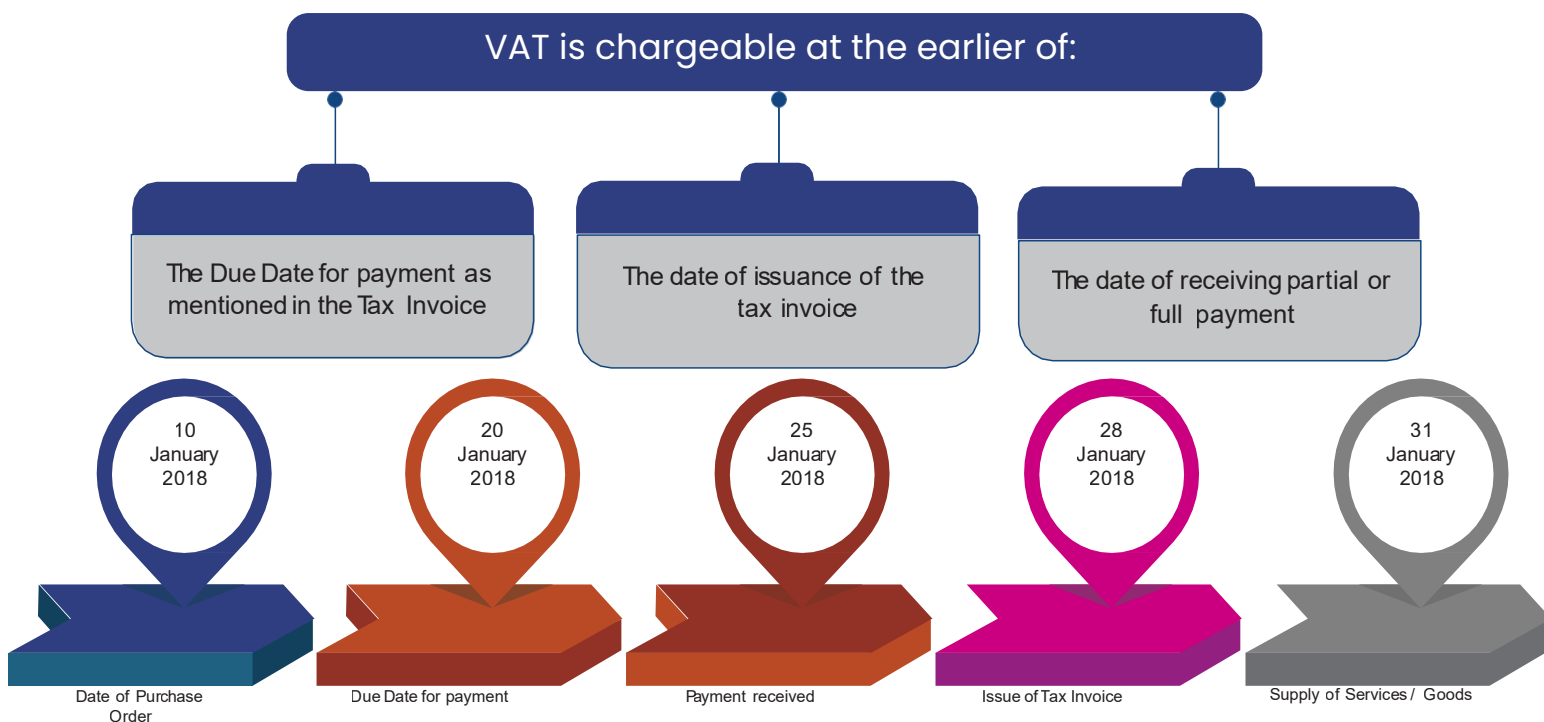 VAT is chargeable at the earlier of:
The Due Date for payment as
mentioned in the Tax Invoice
The date of issuance of the
tax invoice
The date of receiving partial or
full payment
10
January
2018
20
January
2018
25
January
2018
28
January
2018
31
January
2018
Date of Purchase
Order
Due Date for payment
Payment received
Issue of Tax Invoice
Supply of Services / Goods